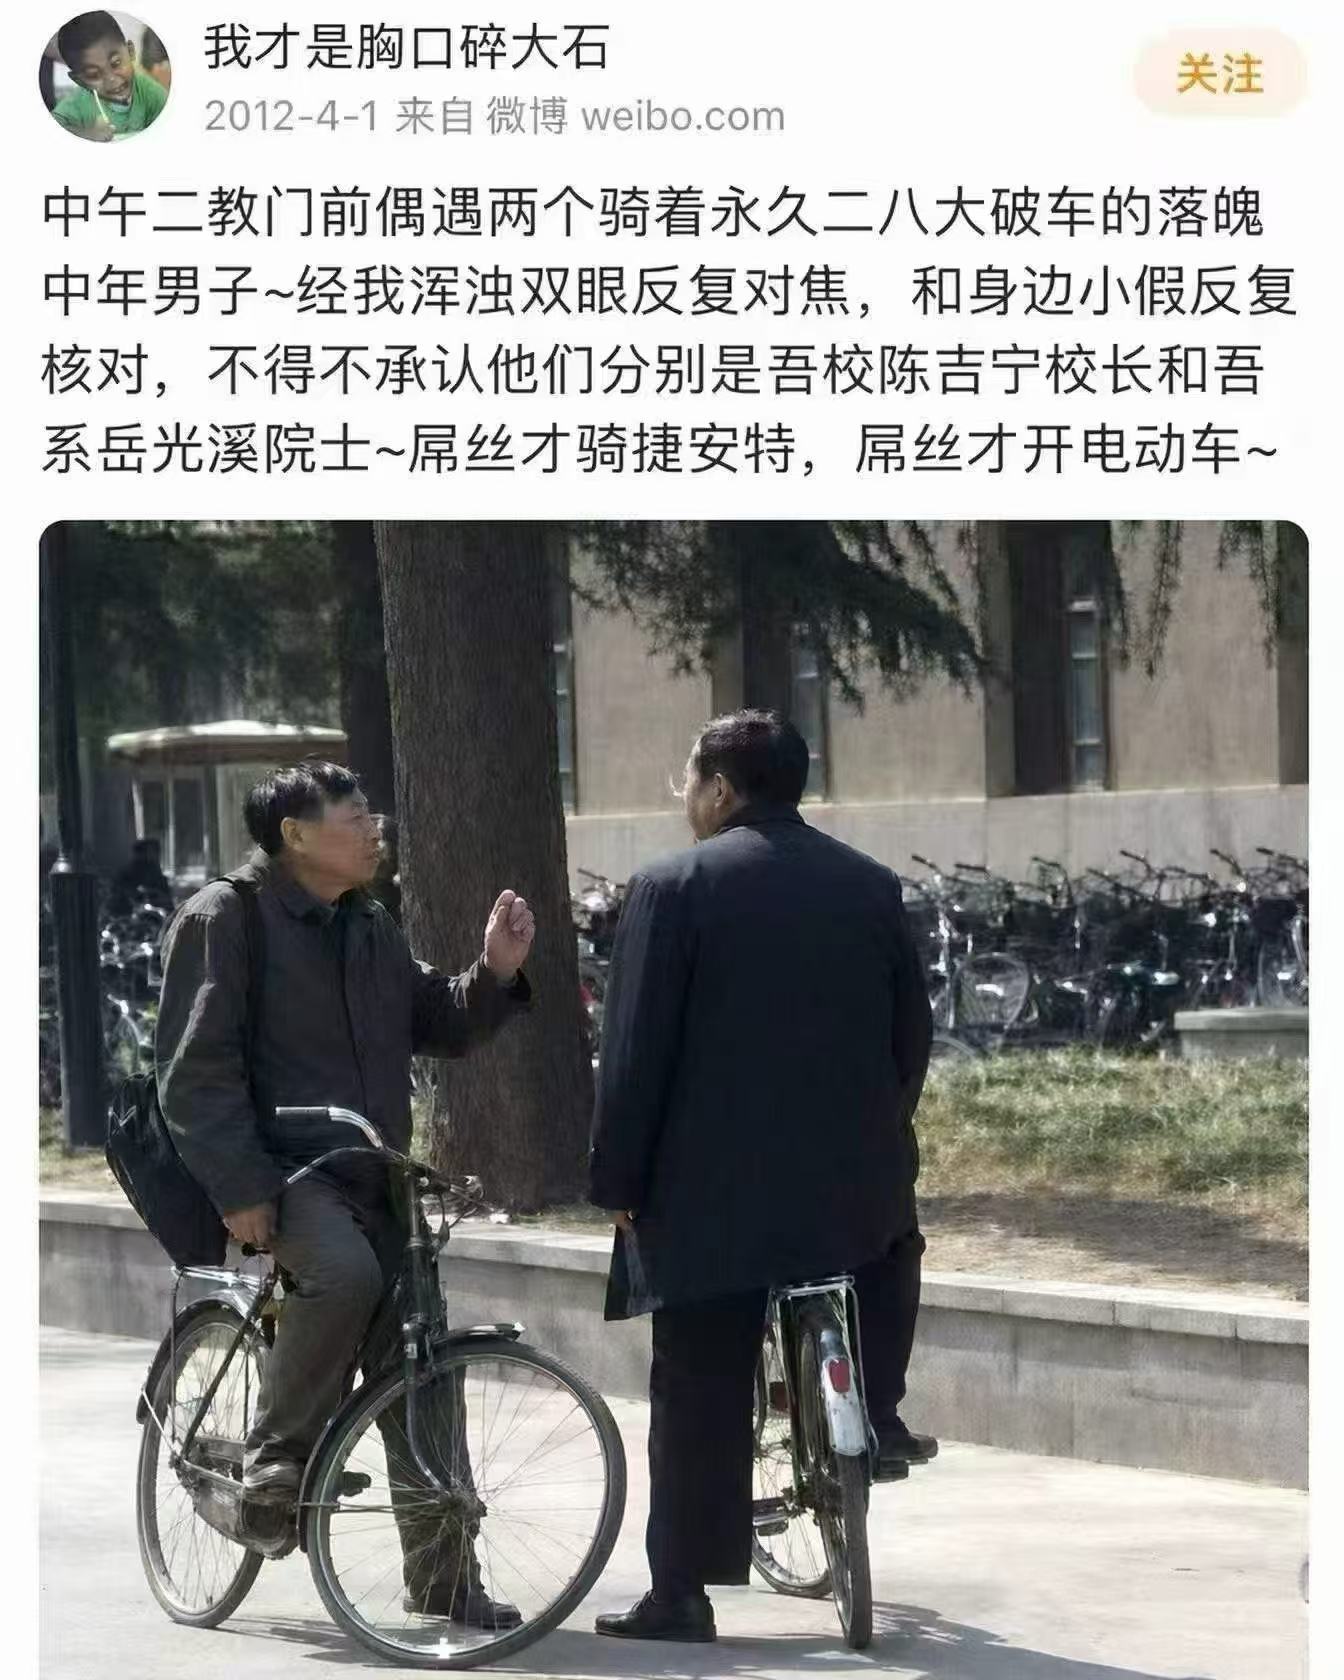 我才是胸口碎大石
关注
2012-4-1 来自 微博 weibo.com
中午二教门前偶遇两个骑着永久二八大破车的落魄
中年男子~经我浑浊双眼反复对焦，和身边小假反复
核对，不得不承认他们分别是吾校陈吉宁校长和吾
系岳光溪院士~屌丝才骑捷安特，屌丝才开电动车~